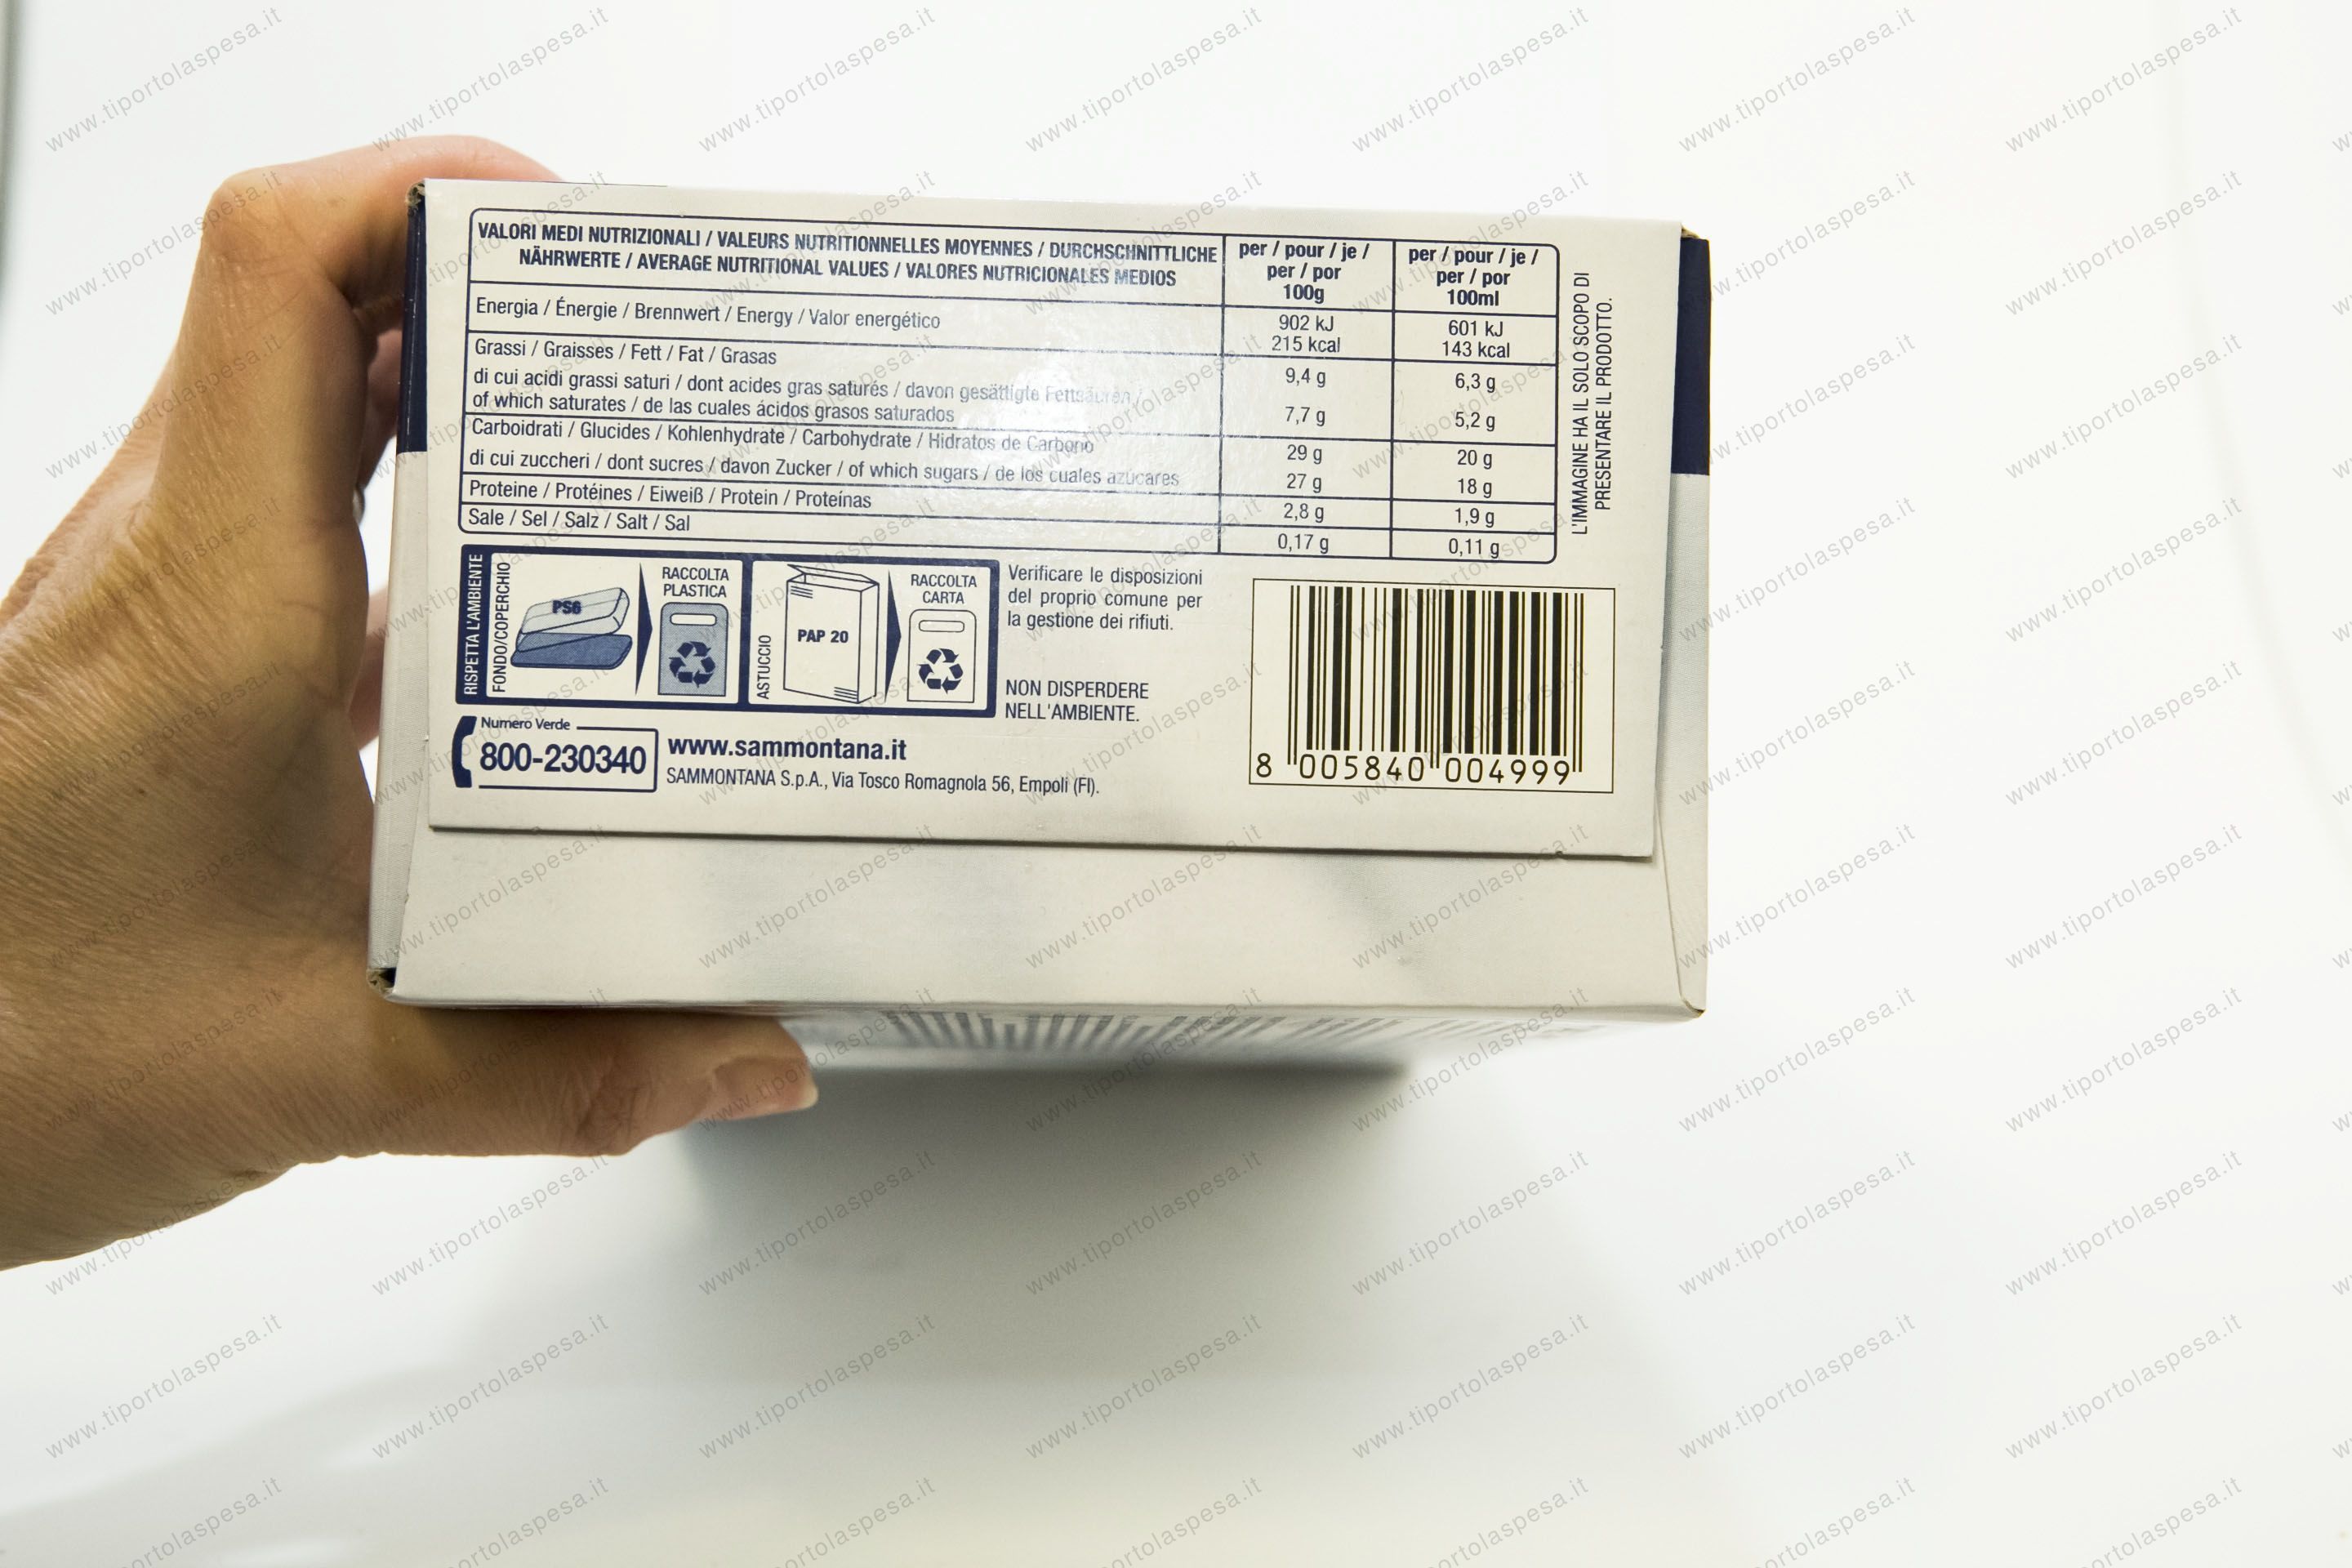 VALORI MEDI NUTRIZIONALI / VALEURS NUTRITIONNELLES MOYENNES / DURCHSCHNITTLICHE
NÄHRWERTE / AVERAGE NUTRITIONAL VALUES / VALORES NUTRICIONALES MEDIOS
per / pour / je /
per / por
100g
per / pour / je /
per / por
100ml
Energia / Énergie / Brennwert / Energy / Valor energético
902 kJ
215 kcal
601 kJ
143 kcal
Grassi / Graisses / Fett / Fat / Grasas
9,4 g
6,3 g
di cui acidi grassi saturi / dont acides gras saturés / davon gesättigte Fettsäuren /
of which saturates / de las cuales ácidos grasos saturados
7,7 g
5,2 g
Carboidrati / Glucides / Kohlenhydrate / Carbohydrate / Hidratos de Carbono
29 g
20 g
di cui zuccheri / dont sucres / davon Zucker / of which sugars / de los cuales azúcares
27 g
18 g
Proteine / Protéines / Eiweiß / Protein / Proteínas
2,8 g
1,9 g
Sale / Sel / Salz / Salt / Sal
0,17 g
0,11 g
L'IMMAGINE HA IL SOLO SCOPO DI
PRESENTARE IL PRODOTTO.
RISPETTA L'AMBIENTE
FONDO/COPERCHIO
PS6
RACCOLTA
PLASTICA
ASTUCCIO
PAP 20
RACCOLTA
CARTA
Verificare le disposizioni
del proprio comune per
la gestione dei rifiuti.
NON DISPERDERE
NELL'AMBIENTE.
Numero Verde
800-230340
www.sammontana.it
SAMMONTANA S.p.A., Via Tosco Romagnola 56, Empoli (FI).
8 005840 004999
www.tiportolaspesa.it